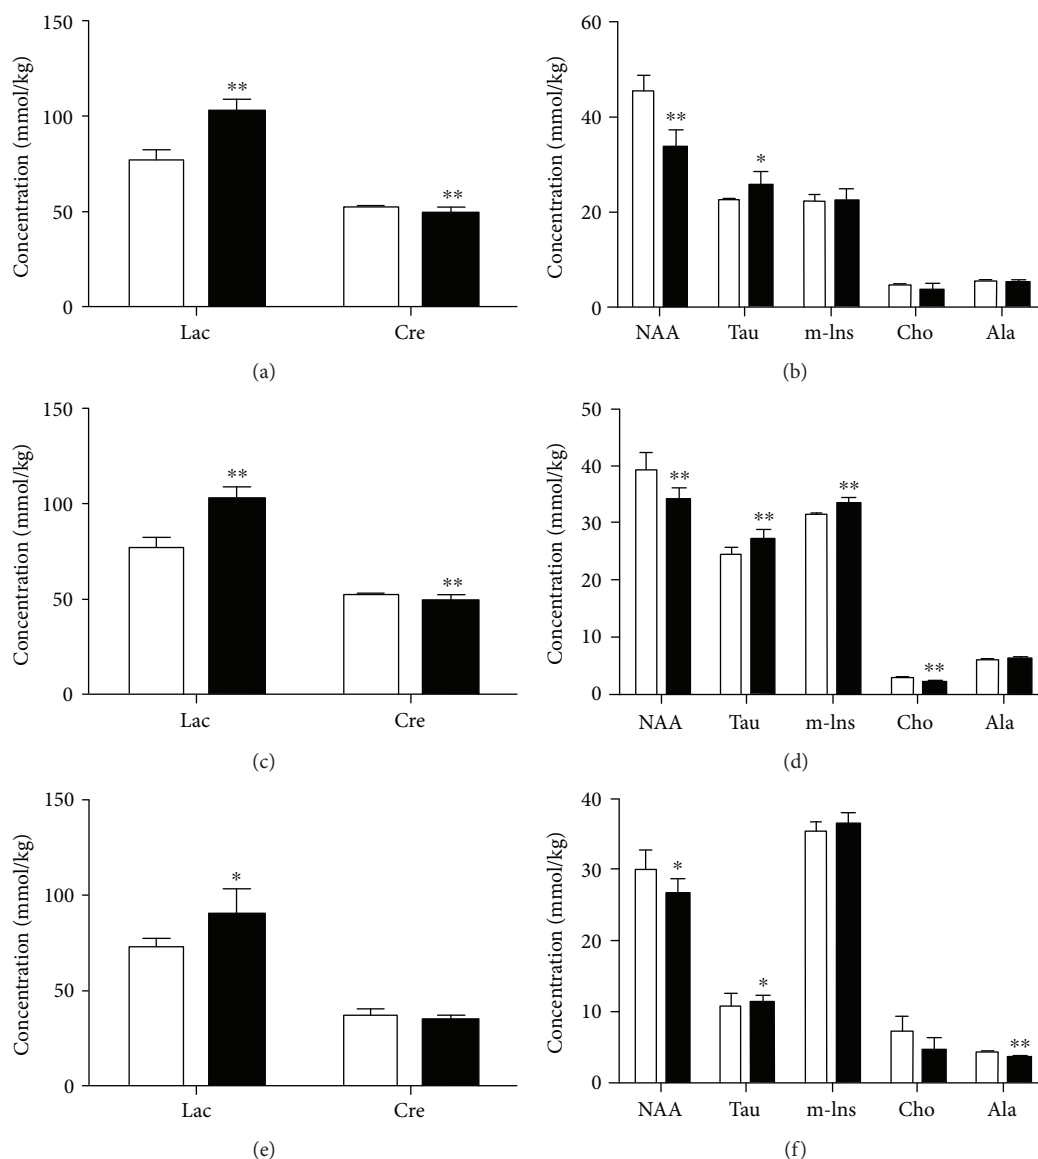 Concentration (mmol/kg)
150
100
50
0
**
**
Lac Cre
(a)
Concentration (mmol/kg)
60
40
20
0
**
*
NAA Tau m-lns Cho Ala
(b)
Concentration (mmol/kg)
150
100
50
0
**
**
Lac Cre
(c)
Concentration (mmol/kg)
50
40
30
20
10
0
**
**
**
**
NAA Tau m-lns Cho Ala
(d)
Concentration (mmol/kg)
150
100
50
0
*
Lac Cre
(e)
Concentration (mmol/kg)
40
30
20
10
0
*
*
**
NAA Tau m-lns Cho Ala
(f)